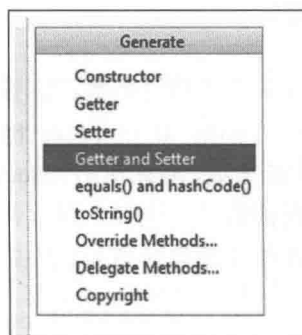 Generate
Constructor
Getter
Setter
Getter and Setter
equals() and hashCode()
toString()
Override Methods...
Delegate Methods...
Copyright